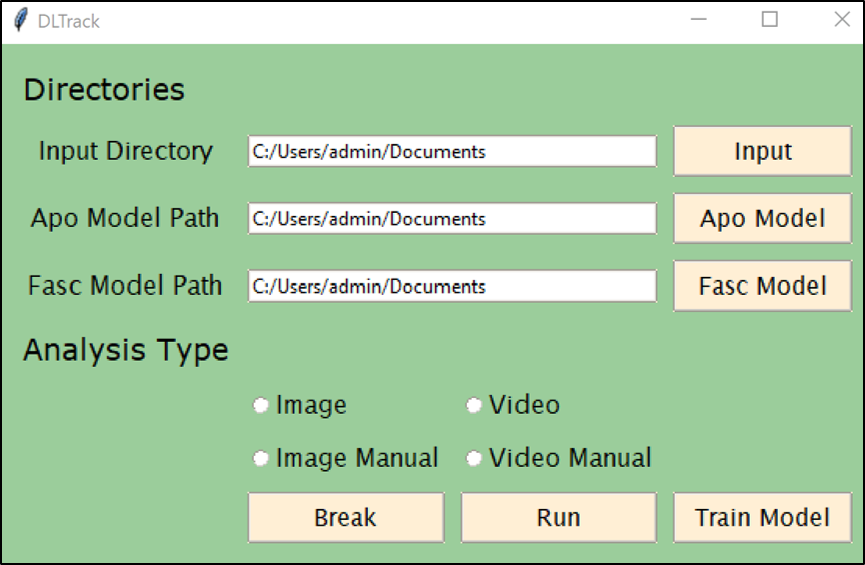 DLTrack
Directories
Input Directory C:/Users/admin/Documents Input
Apo Model Path C:/Users/admin/Documents Apo Model
Fasc Model Path C:/Users/admin/Documents Fasc Model
Analysis Type
Image Video
Image Manual Video Manual
Break Run Train Model